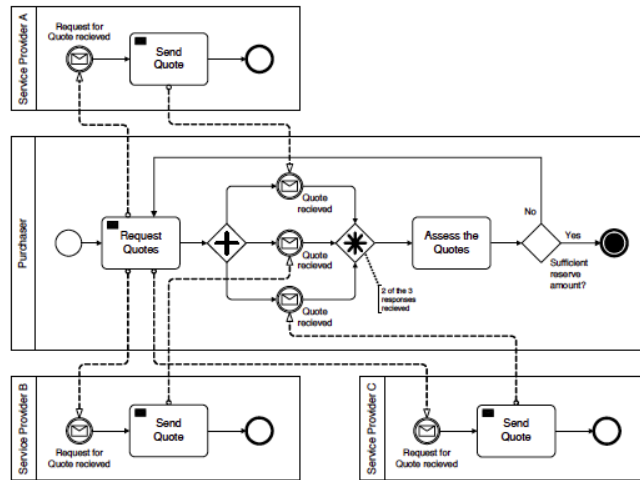 Service Provider A
Request for
Quote recieved
Send
Quote
Purchaser
Request
Quotes
Quote
recieved
Quote
recieved
Quote
recieved
2 of the 3
responses
recieved
Assess the
Quotes
No
Yes
Sufficient
reserve
amount?
Service Provider B
Request for
Quote recieved
Send
Quote
Service Provider C
Request for
Quote recieved
Send
Quote